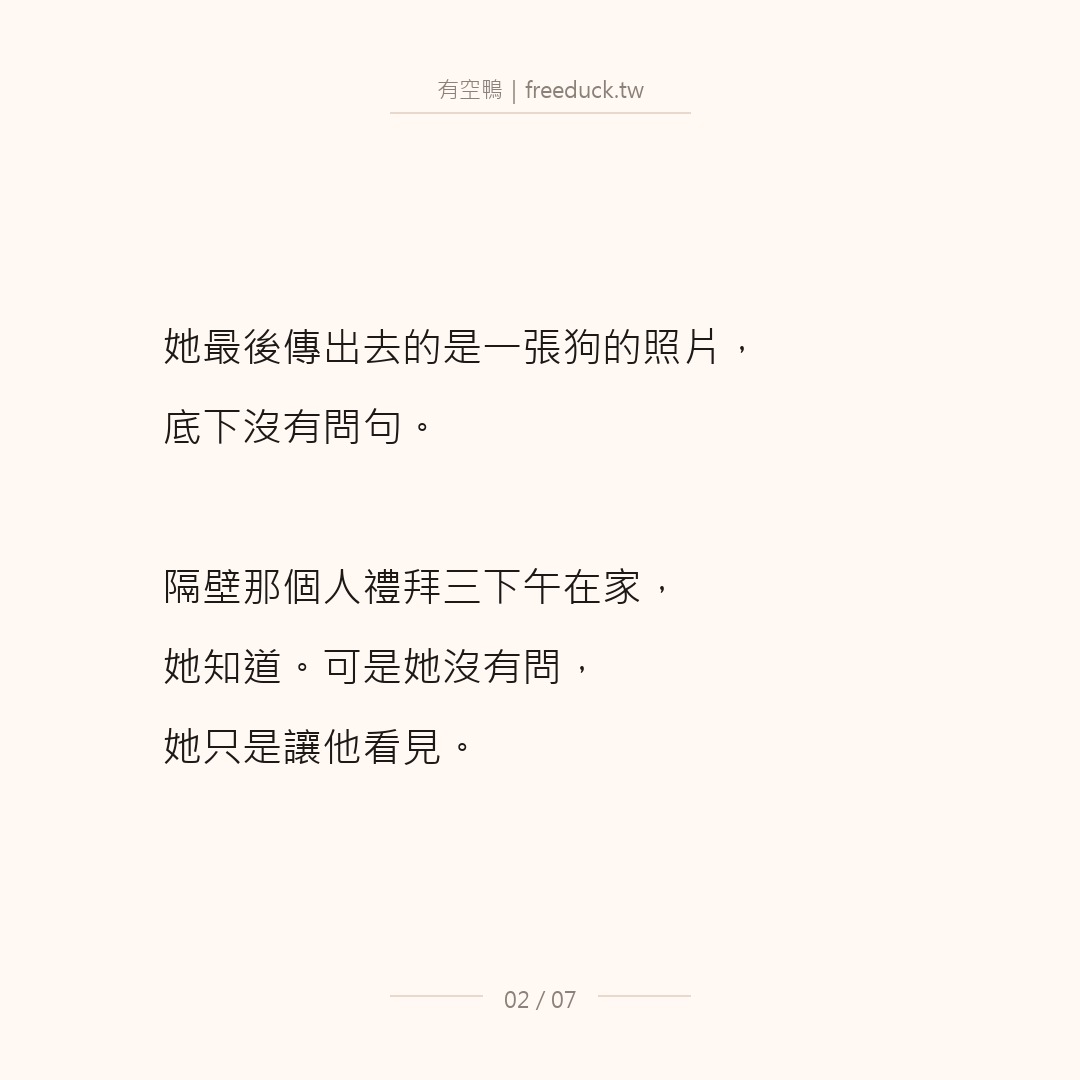 有空鴨 | freeduck.tw
她最後傳出去的是一張狗的照片，
底下沒有問句。
隔壁那個人禮拜三下午在家，
她知道。可是她沒有問，
她只是讓他看見。
02 / 07